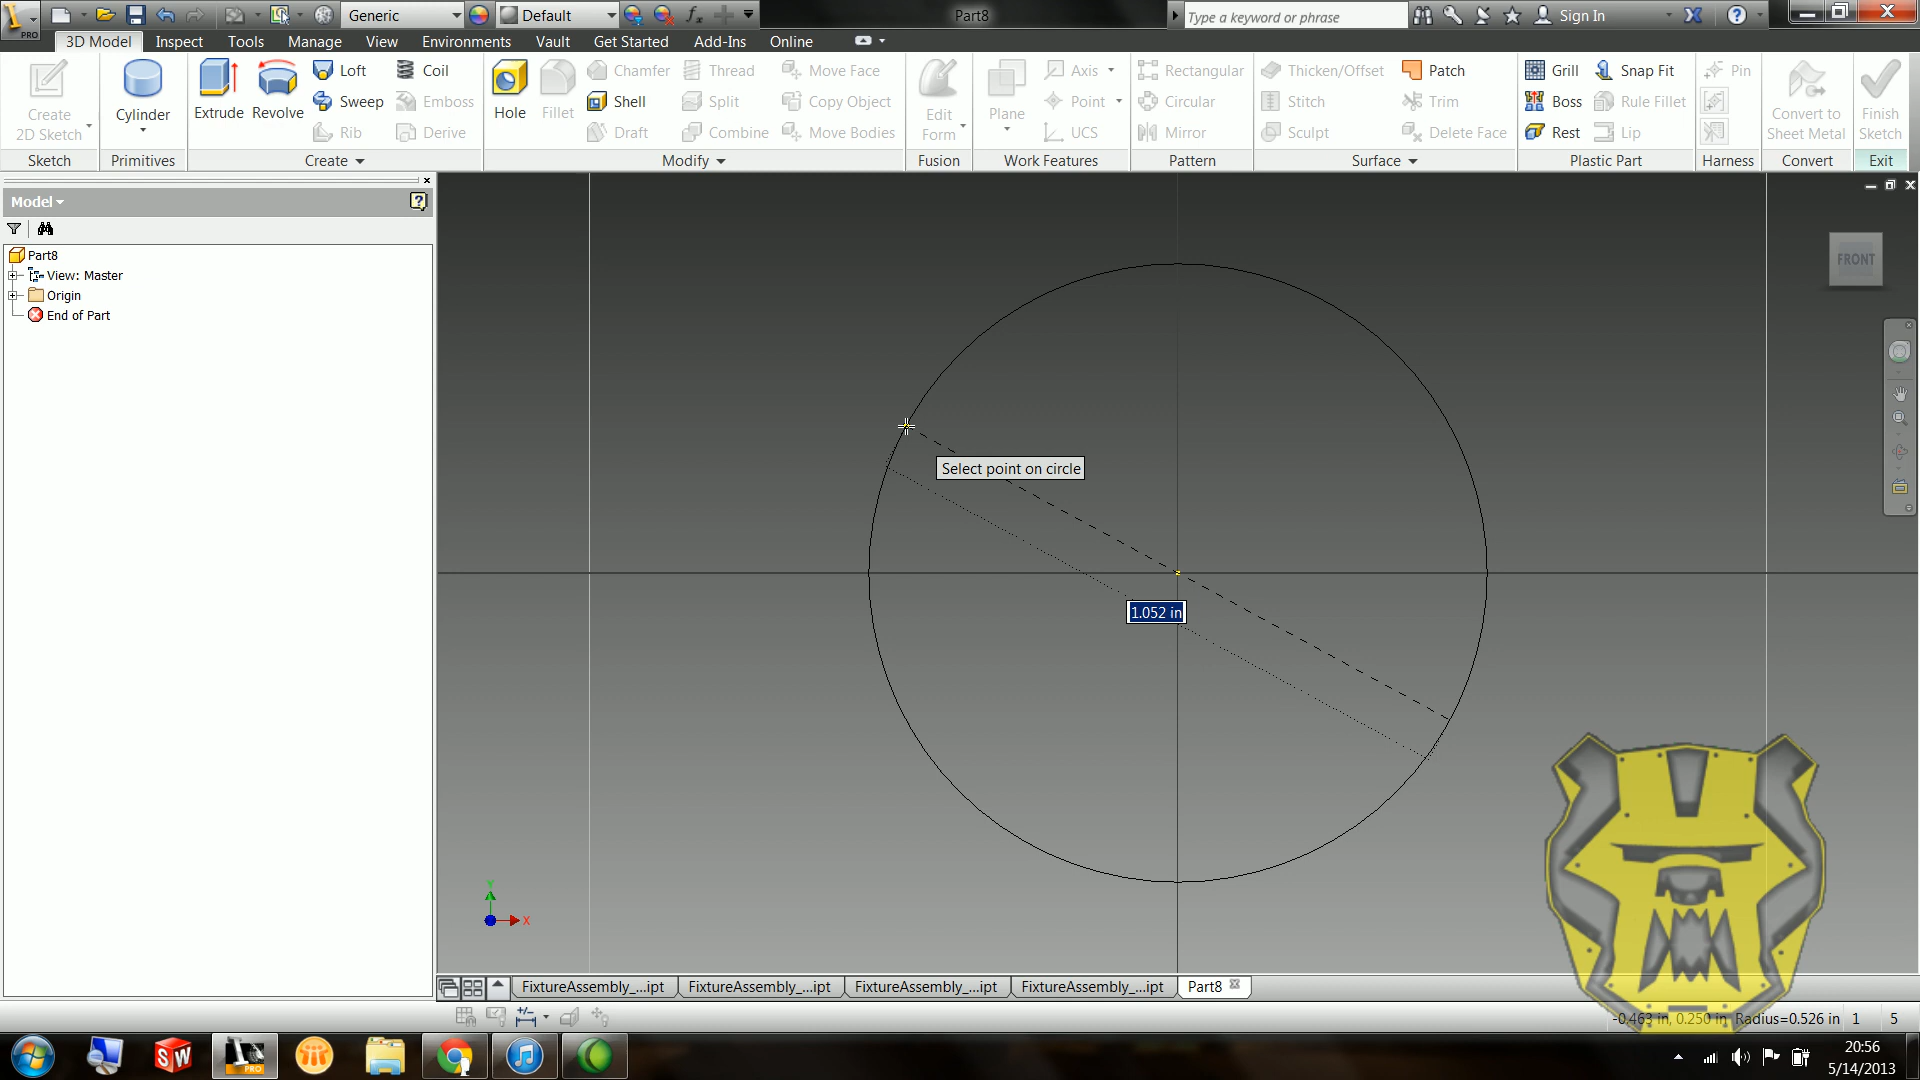 Generic
Default
Part8
Type a keyword or phrase
Sign In
PRO
3D Model
Inspect
Tools
Manage
View
Environments
Vault
Get Started
Add-Ins
Online
Create
2D Sketch
Sketch
Cylinder
Primitives
Extrude
Revolve
Loft
Sweep
Rib
Coil
Emboss
Derive
Create
Hole
Fillet
Chamfer
Shell
Draft
Thread
Split
Combine
Move Face
Copy Object
Move Bodies
Modify
Edit
Form
Fusion
Plane
Axis
Point
UCS
Work Features
Rectangular
Circular
Mirror
Pattern
Thicken/Offset
Stitch
Sculpt
Patch
Trim
Delete Face
Surface
Grill
Boss
Rest
Snap Fit
Rule Fillet
Lip
Plastic Part
Pin
Harness
Convert to
Sheet Metal
Convert
Finish
Sketch
Exit
Model
Part8
View: Master
Origin
End of Part
FRONT
Select point on circle
1.052 in
Y
X
FixtureAssembly_...ipt
FixtureAssembly_...ipt
FixtureAssembly_...ipt
FixtureAssembly_...ipt
Part8
-0.463 in, 0.250 in Radius=0.526 in 1 5
SW
PRO
20:56
5/14/2013